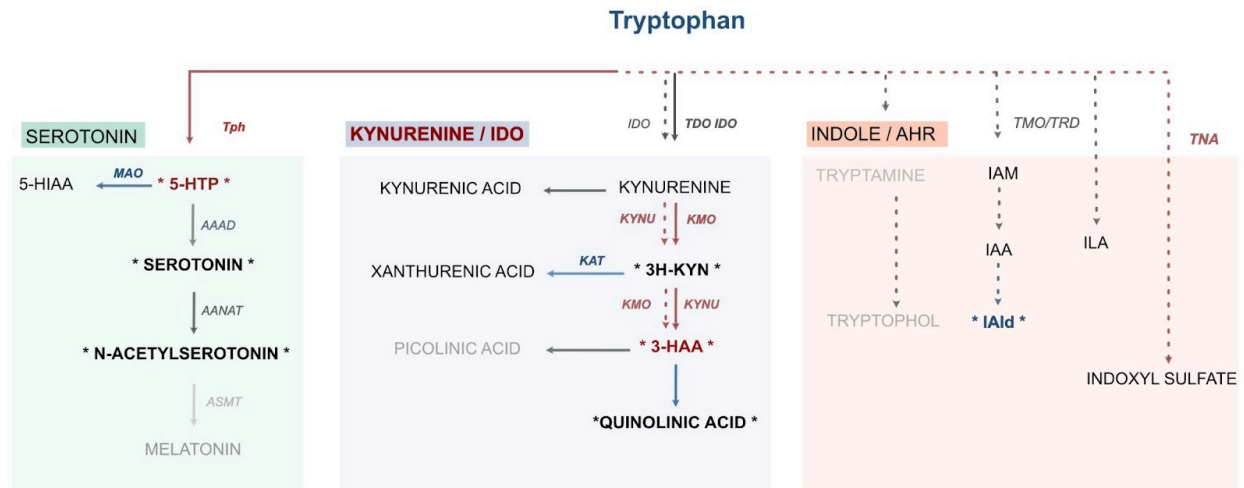 Tryptophan
Tph
IDO
TDO IDO
TMO/TRD
TNA
SEROTONIN
KYNURENINE / IDO
INDOLE / AHR
5-HIAA
MAO
* 5-HTP *
AAAD
* SEROTONIN *
AANAT
* N-ACETYLSEROTONIN *
ASMT
MELATONIN
KYNURENIC ACID
KYNURENINE
KYNU
KMO
XANTHURENIC ACID
KAT
* 3H-KYN *
KMO
KYNU
PICOLINIC ACID
* 3-HAA *
*QUINOLINIC ACID *
TRYPTAMINE
TRYPTOPHOL
IAM
IAA
* IAld *
ILA
INDOXYL SULFATE